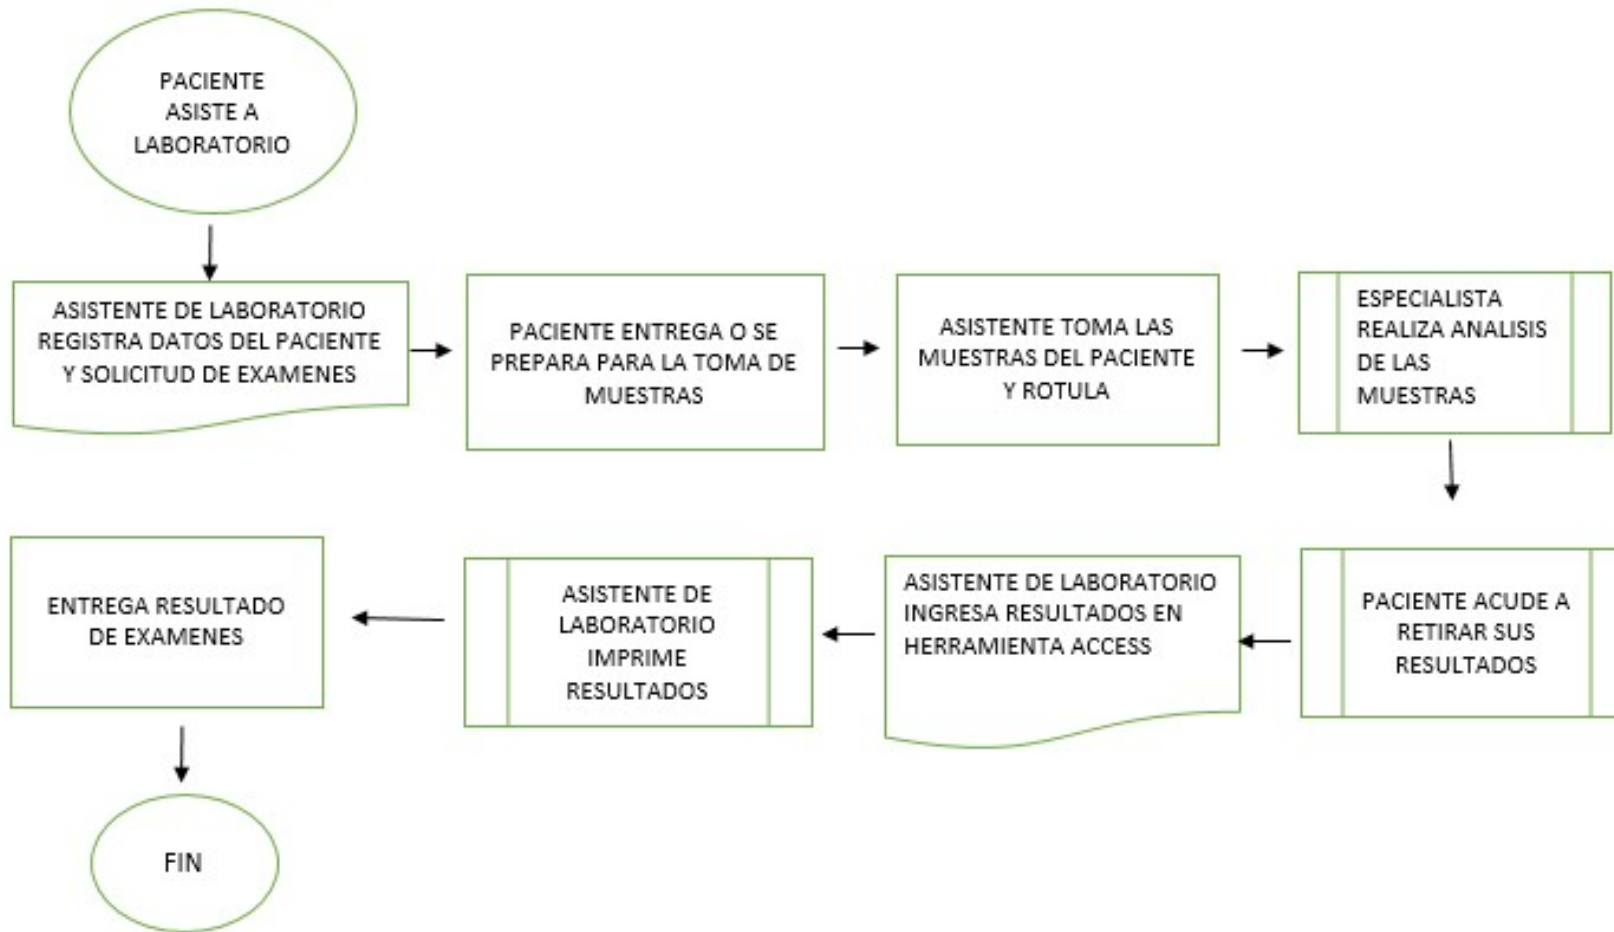 PACIENTE
ASISTE A
LABORATORIO
ASISTENTE DE LABORATORIO
REGISTRA DATOS DEL PACIENTE
Y SOLICITUD DE EXAMENES
PACIENTE ENTREGA O SE
PREPARA PARA LA TOMA DE
MUESTRAS
ASISTENTE TOMA LAS
MUESTRAS DEL PACIENTE
Y ROTULA
ESPECIALISTA
REALIZA ANALISIS
DE LAS
MUESTRAS
PACIENTE ACUDE A
RETIRAR SUS
RESULTADOS
ASISTENTE DE LABORATORIO
INGRESA RESULTADOS EN
HERRAMIENTA ACCESS
ASISTENTE DE
LABORATORIO
IMPRIME
RESULTADOS
ENTREGA RESULTADO
DE EXAMENES
FIN